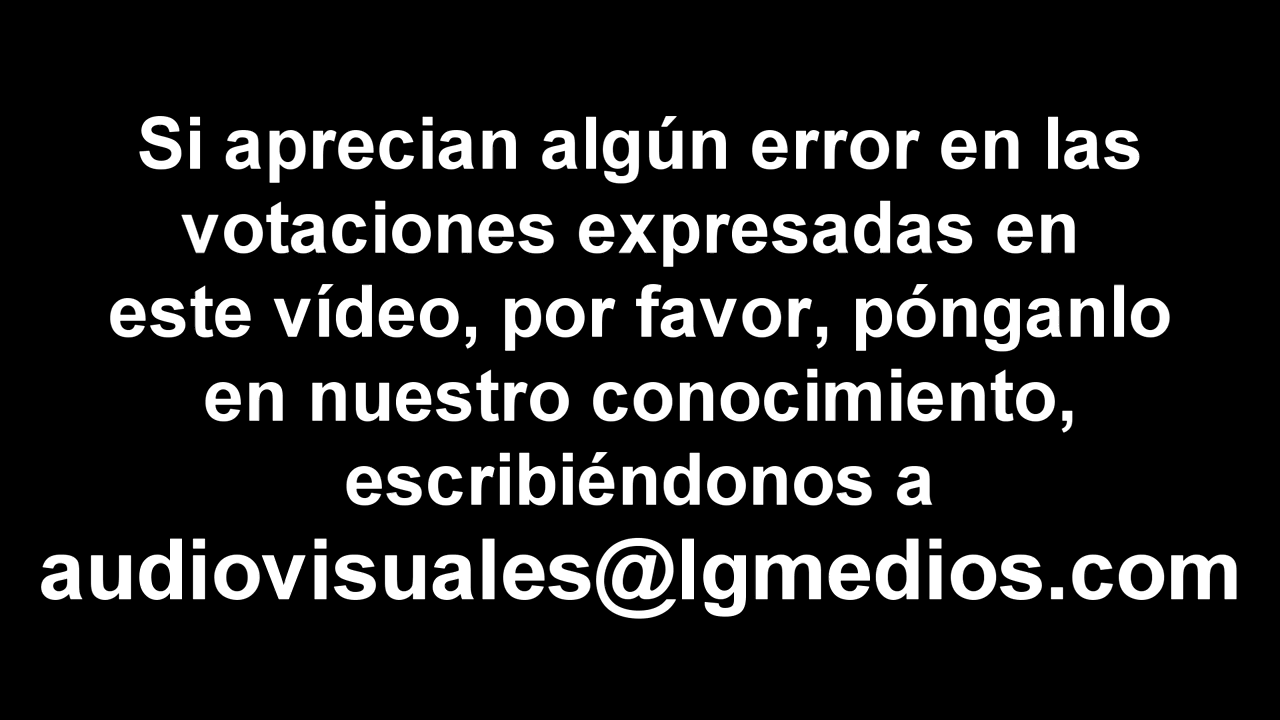 Si aprecian algún error en las
votaciones expresadas en
este vídeo, por favor, pónganlo
en nuestro conocimiento,
escribiéndonos a
audiovisuales@lgmedios.com